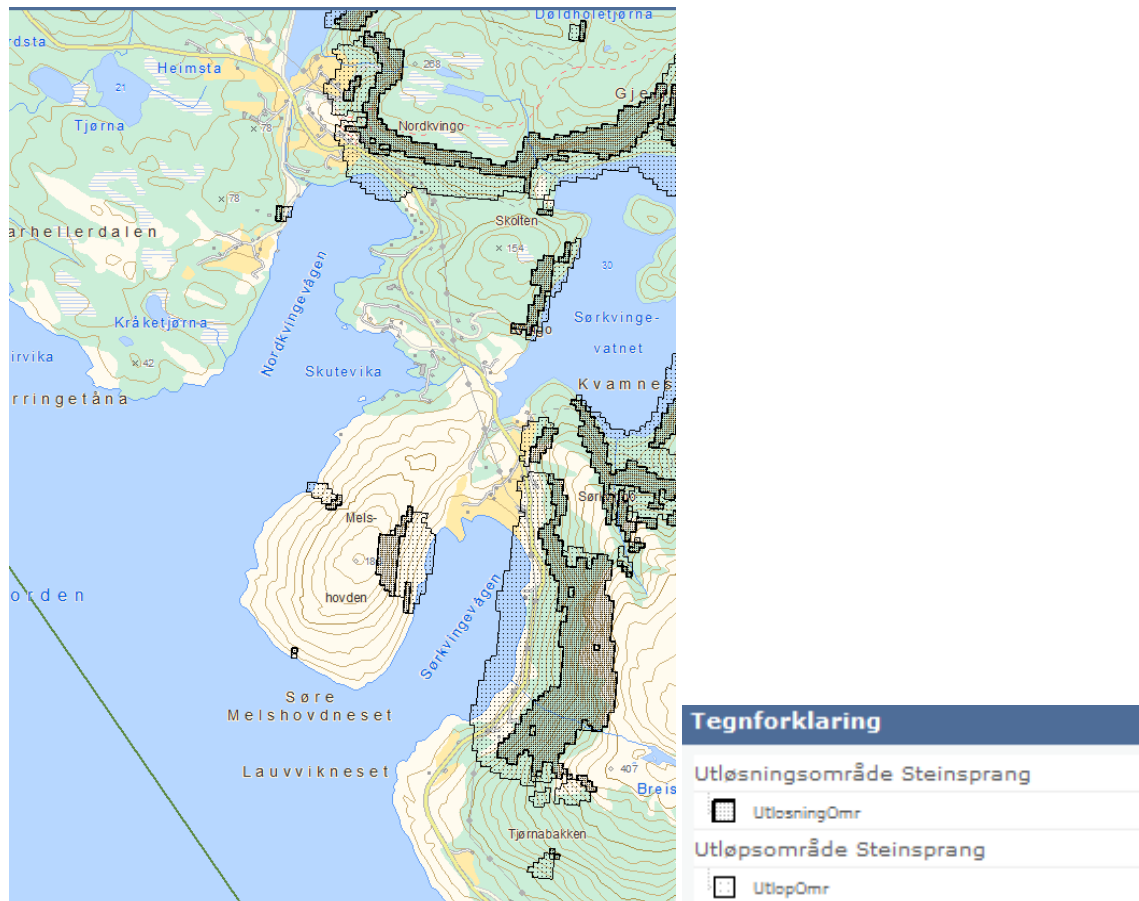 Døldholetjørna
rdsta
Heimsta
268
21
Gje
Tjørna
78
Nordkvingo
78
Skolten
arhellerdalen
154
30
Nordkvingevågen
Kråketjørna
Sørkvinge-
vatnet
irvika
42
Skutevika
Kvamnes
rringetåna
Mels-
hovden
orden
Sørkvingevågen
Søre
Melshovdneset
Lauvvikneset
407
Breis
Tjørnabakken
Tegnforklaring
Utløsningsområde Steinsprang
UtlosningOmr
Utløpsområde Steinsprang
UtlopOmr